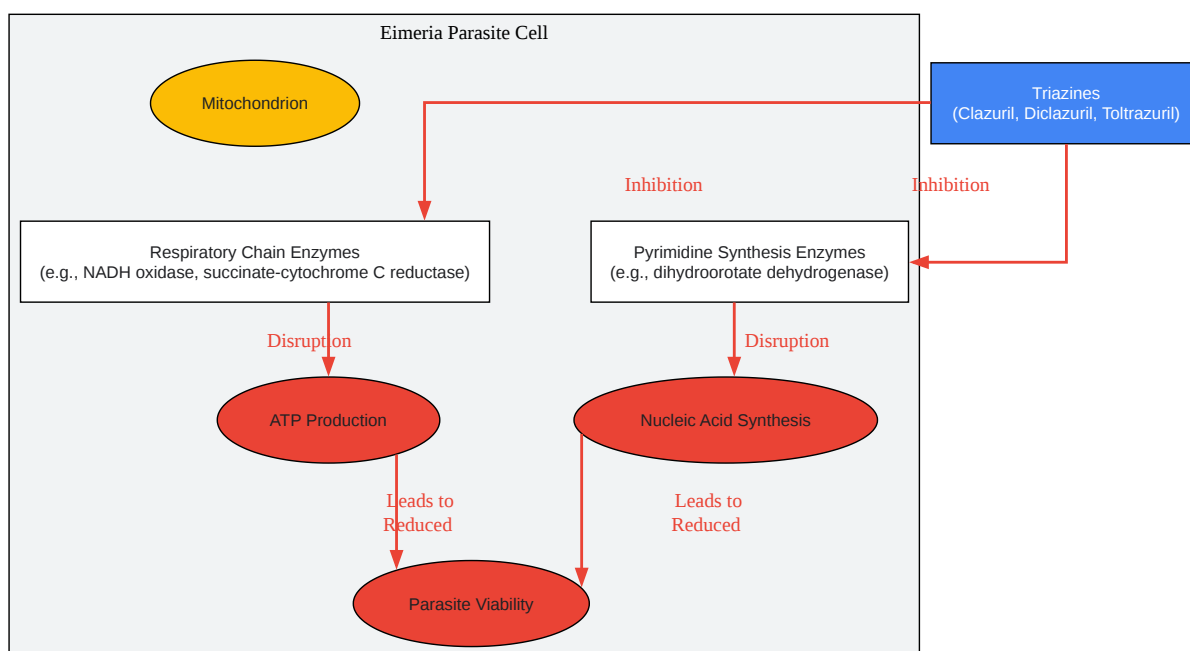 Eimeria Parasite Cell
Mitochondrion
Triazines
(Clazuril, Diclazuril, Toltrazuril)
Inhibition
Inhibition
Respiratory Chain Enzymes
(e.g., NADH oxidase, succinate-cytochrome C reductase)
Pyrimidine Synthesis Enzymes
(e.g., dihydroorotate dehydrogenase)
Disruption
Disruption
ATP Production
Nucleic Acid Synthesis
Leads to
Reduced
Leads to
Reduced
Parasite Viability